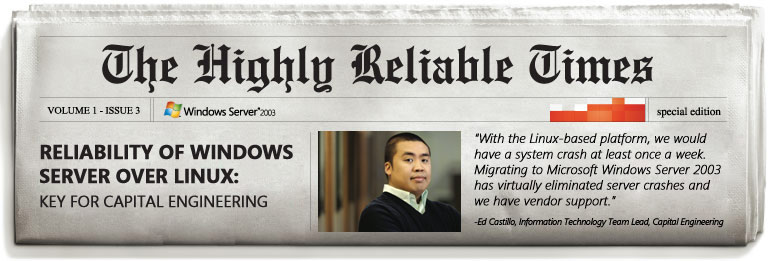 The Highly Reliable Times
VOLUME 1 - ISSUE 3
Windows Server 2003
special edition
RELIABILITY OF WINDOWS
SERVER OVER LINUX:
KEY FOR CAPITAL ENGINEERING
"With the Linux-based platform, we would
have a system crash at least once a week.
Migrating to Microsoft Windows Server 2003
has virtually eliminated server crashes and
we have vendor support."
-Ed Castillo, Information Technology Team Lead, Capital Engineering